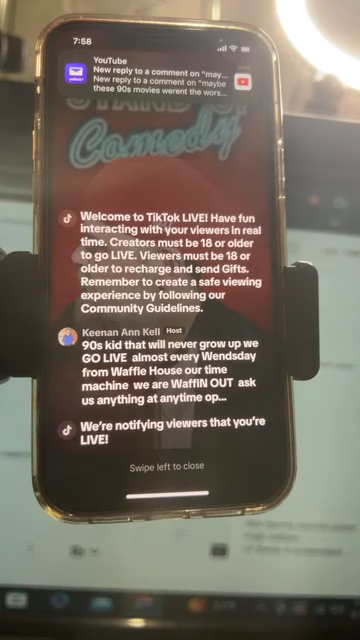 7:58
YouTube
New reply to a comment on "may...
New reply to a comment on "maybe
these 90s movies werent the wors...
yahoo!
STAND UP
Comedy
Welcome to TikTok LIVE! Have fun
interacting with your viewers in real
time. Creators must be 18 or older
to go LIVE. Viewers must be 18 or
older to recharge and send Gifts.
Remember to create a safe viewing
experience by following our
Community Guidelines.
Keenan Ann Kell Host
90s kid that will never grow up we
GO LIVE almost every Wendsday
from Waffle House our time
machine we are WaffIN OUT ask
us anything at anytime op...
We're notifying viewers that you're
LIVE!
Swipe left to close